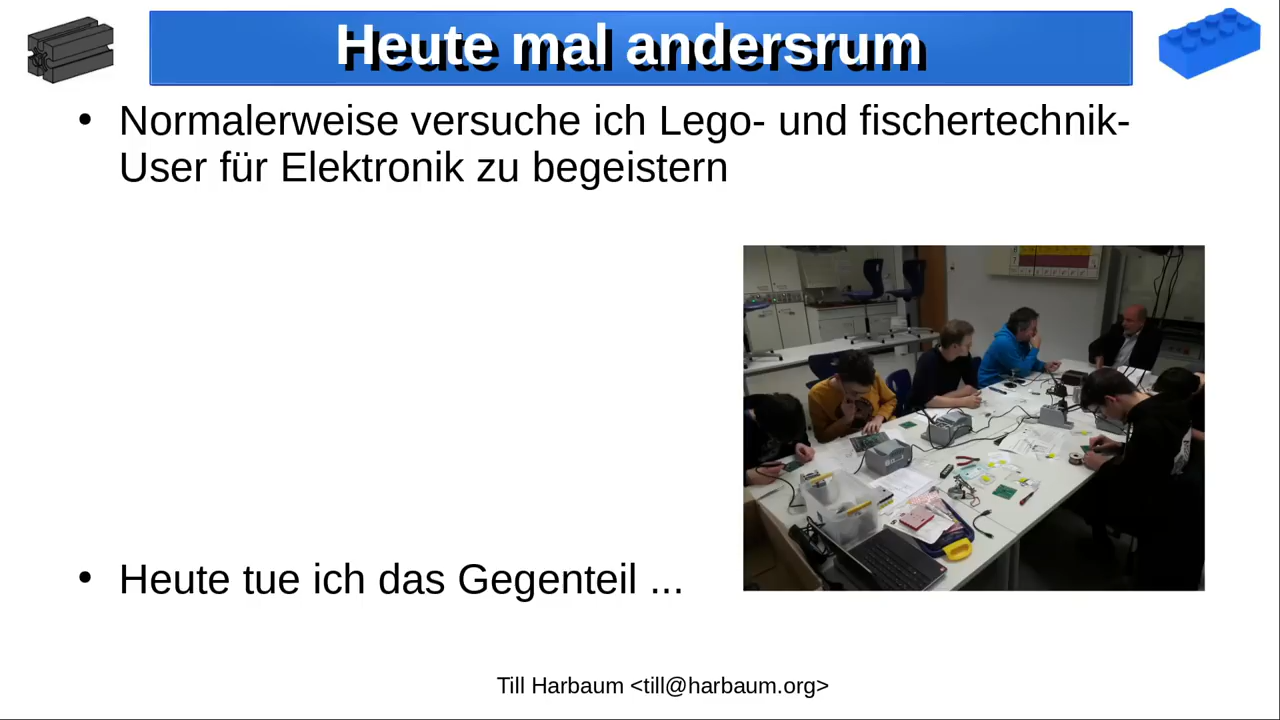 Heute mal andersrum
• Normalerweise versuche ich Lego- und fischertechnik-
User für Elektronik zu begeistern
• Heute tue ich das Gegenteil ...
Till Harbaum <till@harbaum.org>